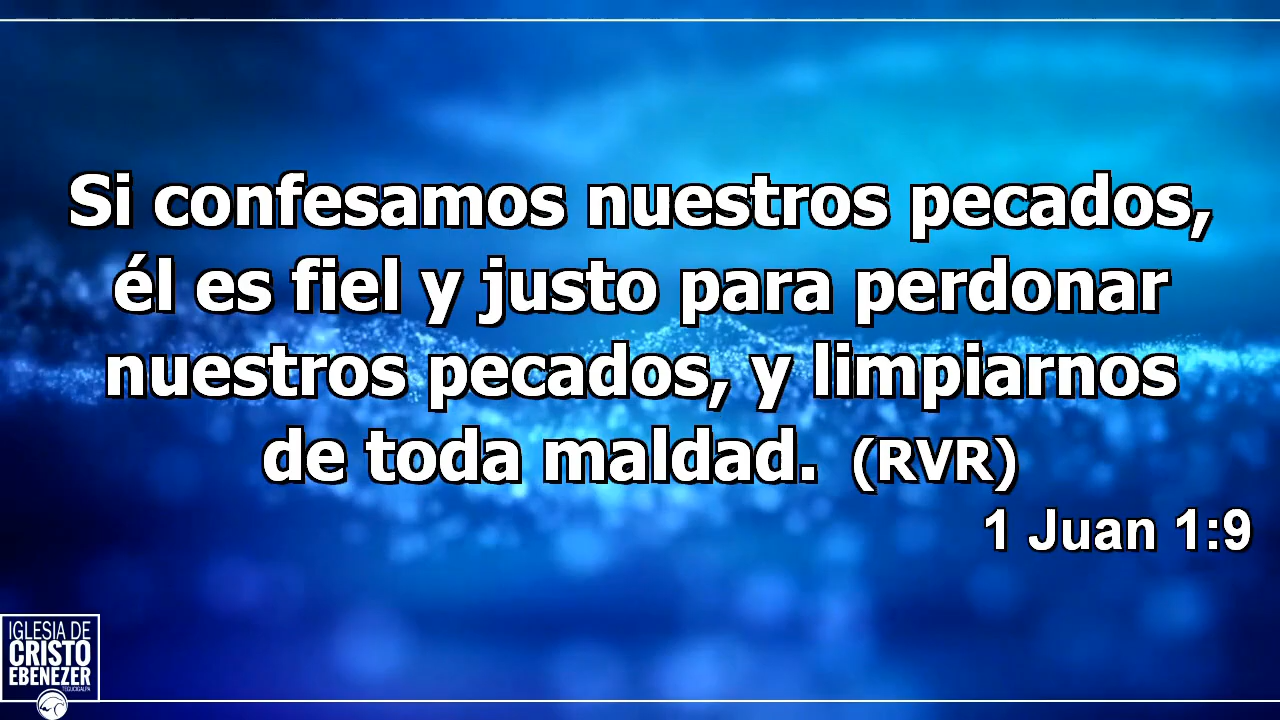 Si confesamos nuestros pecados,
él es fiel y justo para perdonar
nuestros pecados, y limpiarnos
de toda maldad. (RVR)
1 Juan 1:9
IGLESIA DE
CRISTO
EBENEZER
TEGUCIGALPA